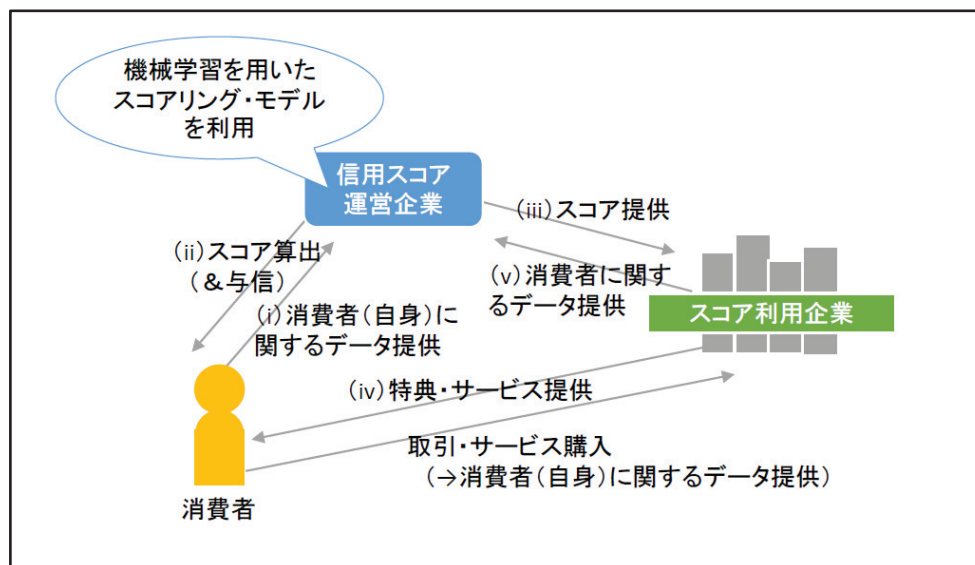 機械学習を用いた
スコアリング・モデル
を利用
信用スコア
運営企業
(ⅲ)スコア提供
(ⅱ)スコア算出
(&与信)
(ⅴ)消費者に関す
るデータ提供
(ⅰ)消費者(自身)に
関するデータ提供
スコア利用企業
(ⅳ)特典・サービス提供
取引・サービス購入
(→消費者(自身)に関するデータ提供)
消費者